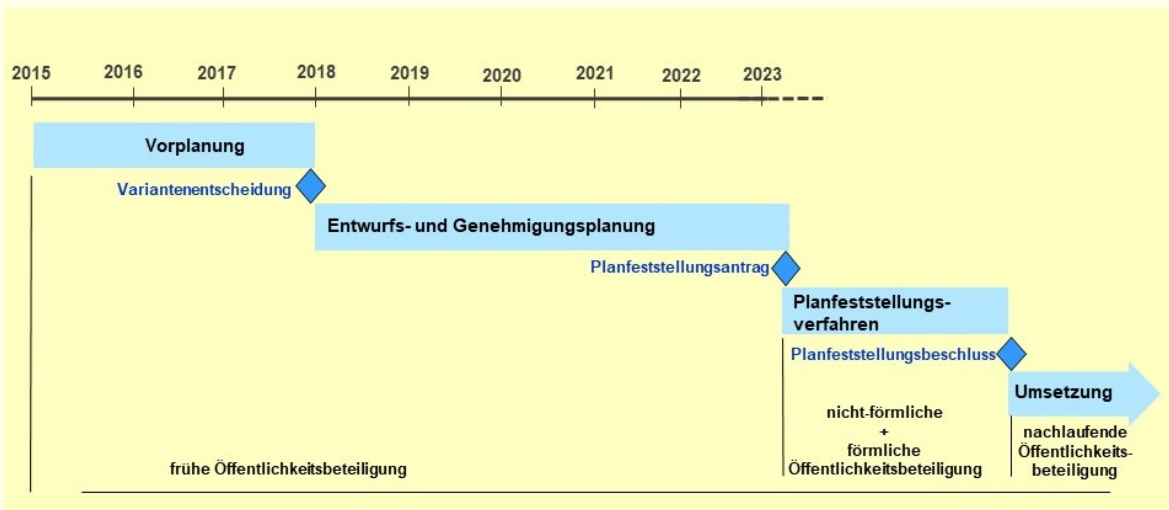 2015 2016 2017 2018 2019 2020 2021 2022 2023
Vorplanung
Variantenentscheidung
Entwurfs- und Genehmigungsplanung
Planfeststellungsantrag
Planfeststellungs-
verfahren
Planfeststellungsbeschluss
Umsetzung
frühe Öffentlichkeitsbeteiligung
nicht-förmliche
+
förmliche
Öffentlichkeitsbeteiligung
nachlaufende
Öffentlichkeits-
beteiligung